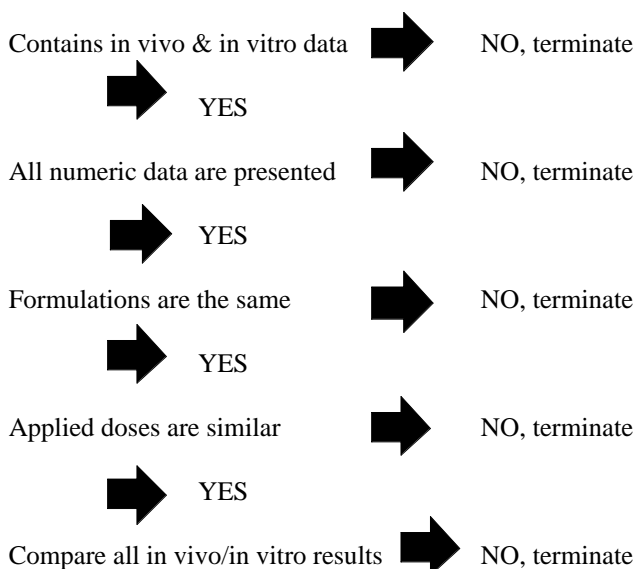 Contains in vivo & in vitro data NO, terminate
YES
All numeric data are presented NO, terminate
YES
Formulations are the same NO, terminate
YES
Applied doses are similar NO, terminate
YES
Compare all in vivo/in vitro results NO, terminate